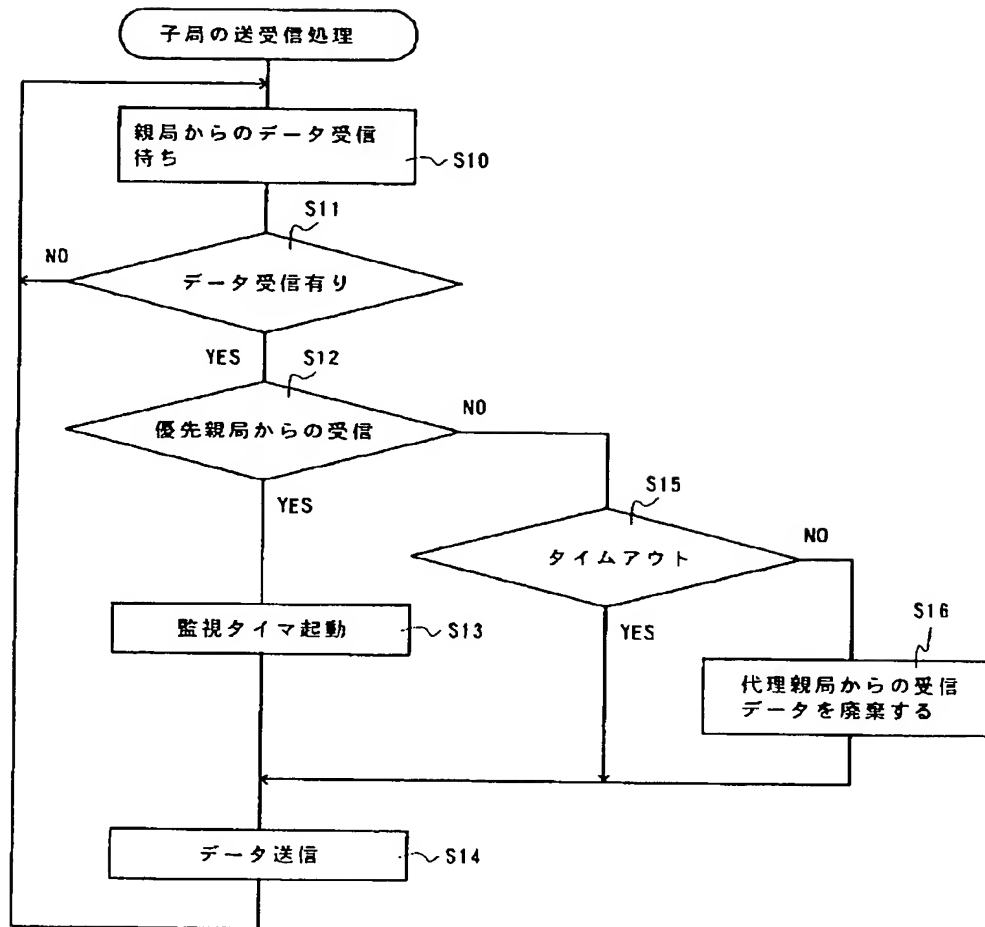 子局の送受信処理
親局からのデータ受信
待ち
S10
S11
NO
データ受信有り
YES
S12
優先親局からの受信
NO
YES
S15
タイムアウト
NO
YES
監視タイマ起動
S13
S16
代理親局からの受信
データを廃棄する
データ送信
S14